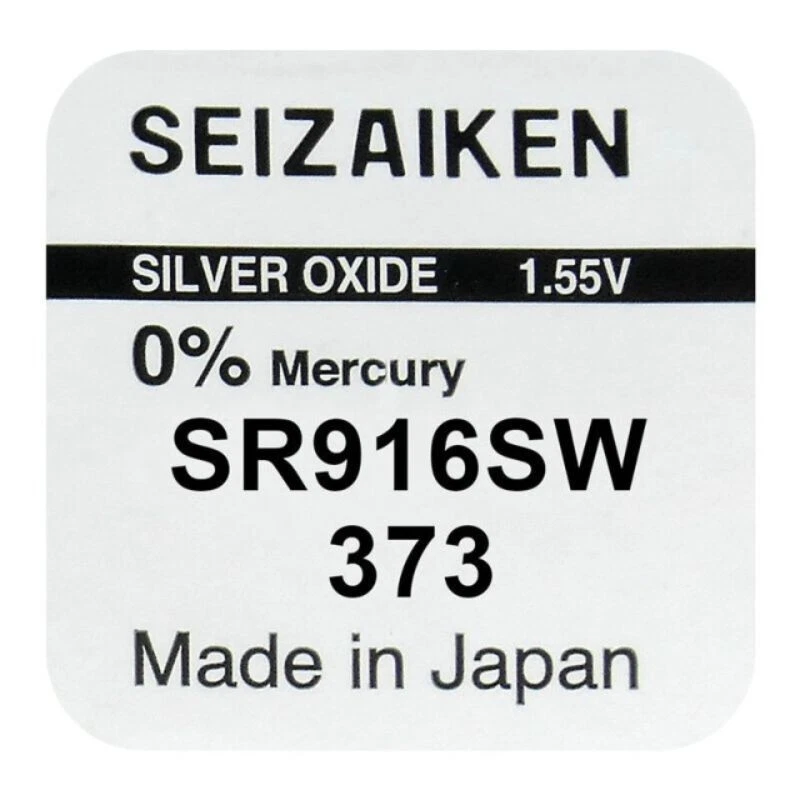 SEIZAIKEN
SILVER OXIDE 1.55V
0% Mercury
SR916SW
373
Made in Japan